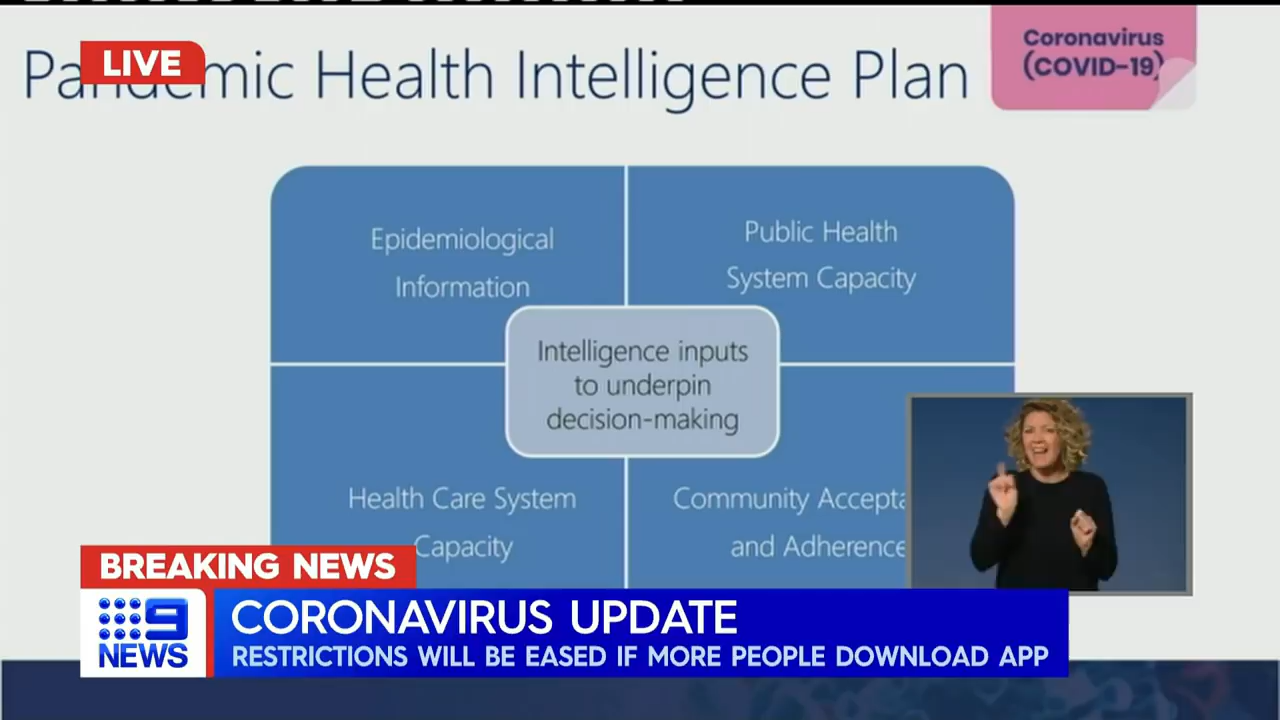 LIVE
Pandemic Health Intelligence Plan
Coronavirus
(COVID-19)
Epidemiological
Information
Public Health
System Capacity
Intelligence inputs
to underpin
decision-making
Health Care System
Capacity
Community Accepta
and Adherence
BREAKING NEWS
9
NEWS
CORONAVIRUS UPDATE
RESTRICTIONS WILL BE EASED IF MORE PEOPLE DOWNLOAD APP